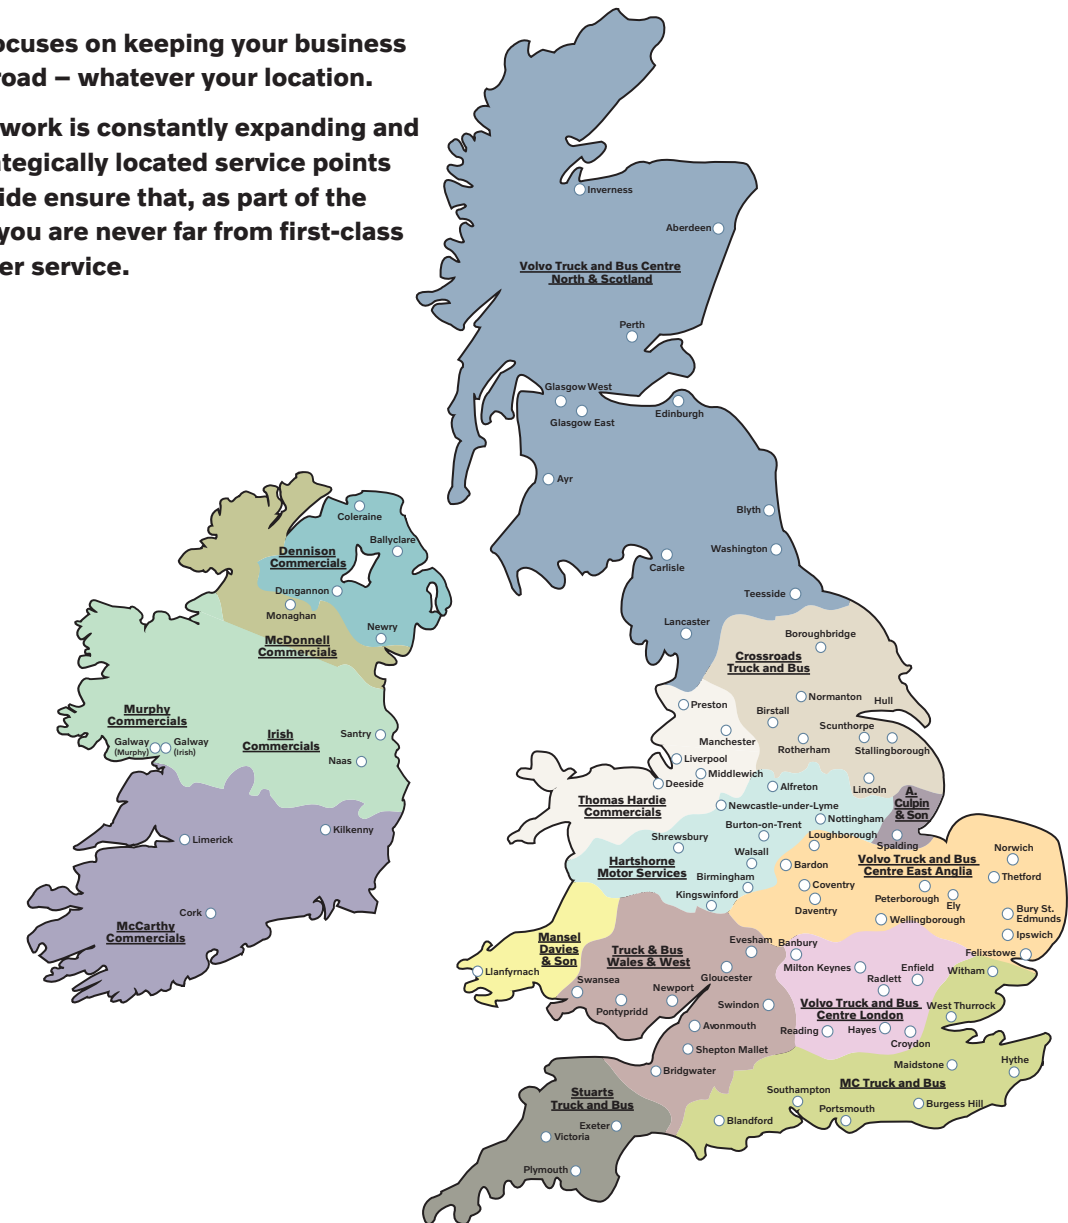 ocuses on keeping your business
road – whatever your location.
work is constantly expanding and
ategically located service points
ide ensure that, as part of the
you are never far from first-class
er service.
Inverness
Aberdeen
Volvo Truck and Bus Centre
North & Scotland
Perth
Glasgow West
Glasgow East
Edinburgh
Ayr
Blyth
Washington
Carlisle
Teesside
Lancaster
Coleraine
Ballyclare
Dennison
Commercials
Dungannon
Monaghan
Newry
McDonnell
Commercials
Murphy
Commercials
Galway
(Murphy)
Galway
(Irish)
Irish
Commercials
Santry
Naas
Limerick
Kilkenny
Cork
McCarthy
Commercials
Boroughbridge
Crossroads
Truck and Bus
Normanton
Hull
Birstall
Scunthorpe
Rotherham
Stallingborough
Lincoln
Preston
Manchester
Liverpool
Middlewich
Deeside
Thomas Hardie
Commercials
Alfreton
Newcastle-under-Lyme
Nottingham
Burton-on-Trent
Loughborough
Shrewsbury
Walsall
Hartshorne
Motor Services
Birmingham
Kingswinford
A.
Culpin
& Son
Spalding
Volvo Truck and Bus
Centre East Anglia
Norwich
Thetford
Bardon
Coventry
Daventry
Peterborough
Ely
Wellingborough
Bury St.
Edmunds
Ipswich
Felixstowe
Mansel
Davies
& Son
Llanfyrnach
Truck & Bus
Wales & West
Evesham
Gloucester
Swansea
Newport
Pontypridd
Swindon
Avonmouth
Shepton Mallet
Bridgwater
Banbury
Milton Keynes
Enfield
Radlett
Volvo Truck and Bus
Centre London
Reading
Hayes
Croydon
Witham
West Thurrock
Maidstone
Hythe
MC Truck and Bus
Southampton
Portsmouth
Burgess Hill
Blandford
Stuarts
Truck and Bus
Exeter
Victoria
Plymouth